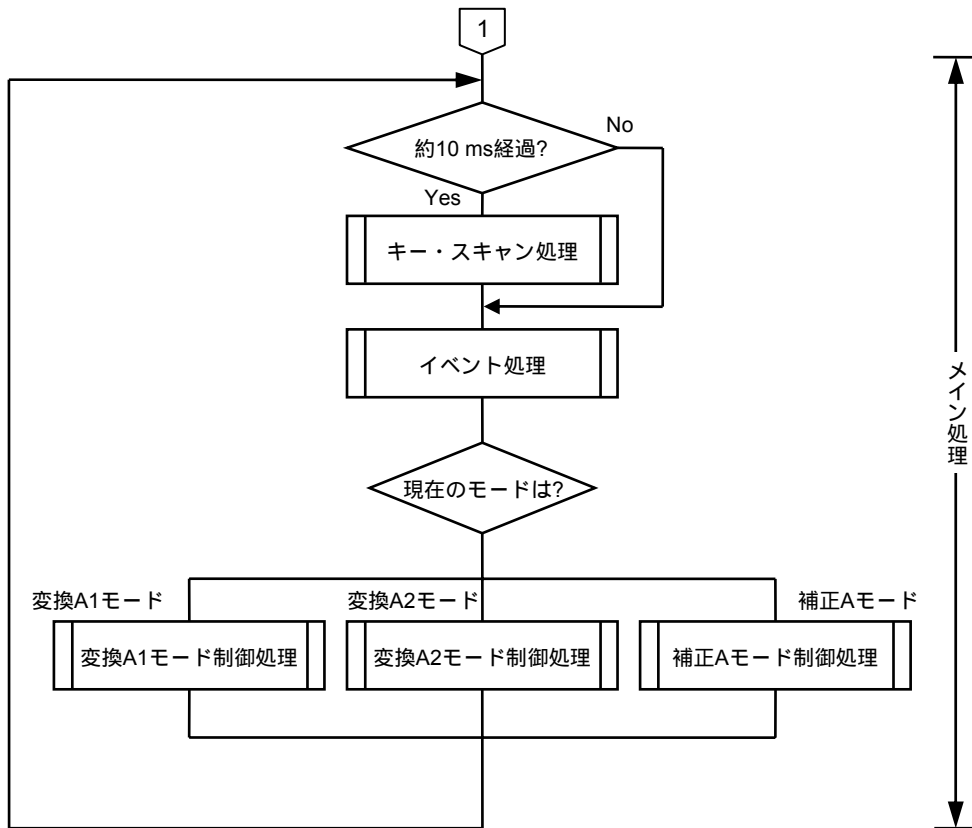 1
約10 ms経過?
No
Yes
キー・スキャン処理
イベント処理
メイン処理
現在のモードは?
変換A1モード
変換A2モード
補正Aモード
変換A1モード制御処理
変換A2モード制御処理
補正Aモード制御処理